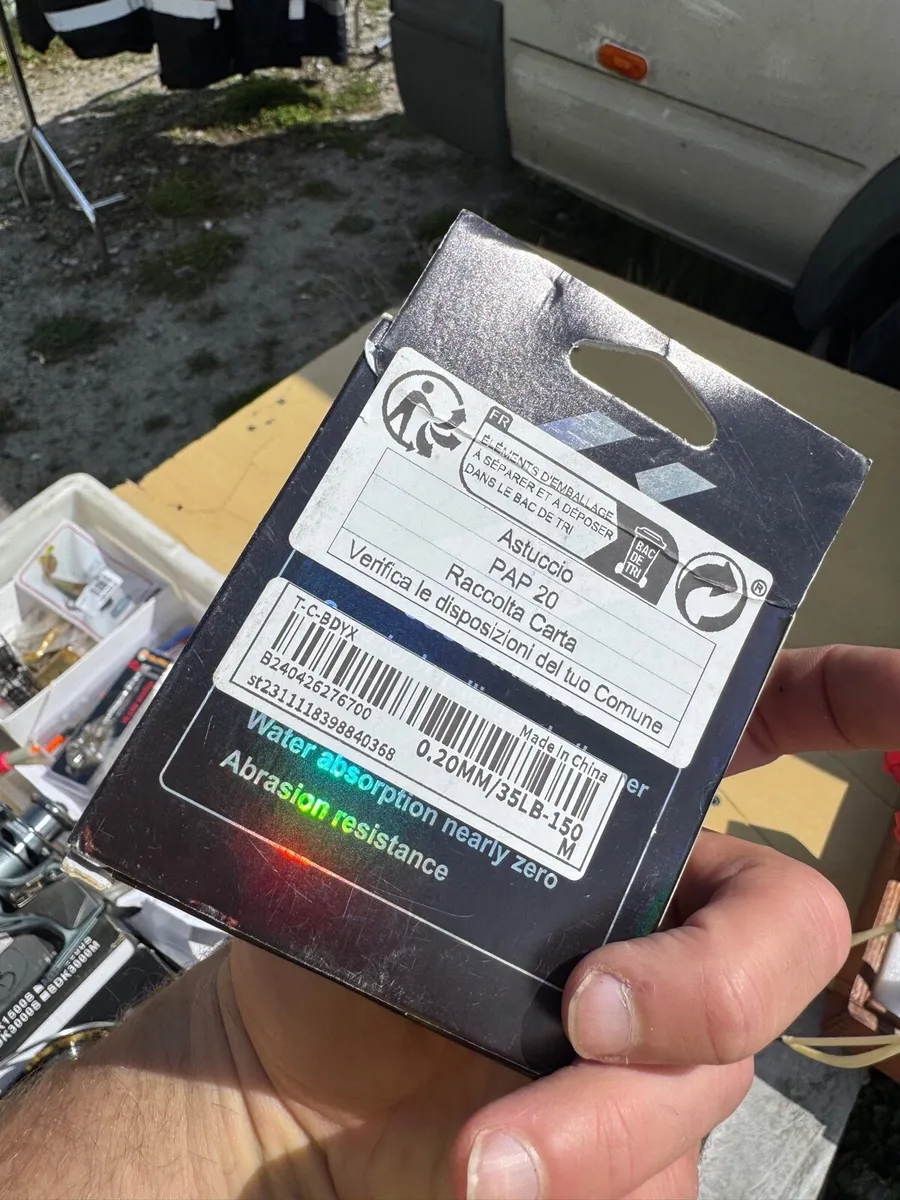 FR
ÉLÉMENTS D'EMBALLAGE
À SÉPARER ET À DÉPOSER
DANS LE BAC DE TRI
BAC
DE
TRI
®
Astuccio
PAP 20
Raccolta Carta
Verifica le disposizioni del tuo Comune
T-C-BDYX
B240426276700
st2311118398840368
Made in China
0.20MM/35LB-150
M
Water absorption nearly zero
Abrasion resistance
SDK3000M